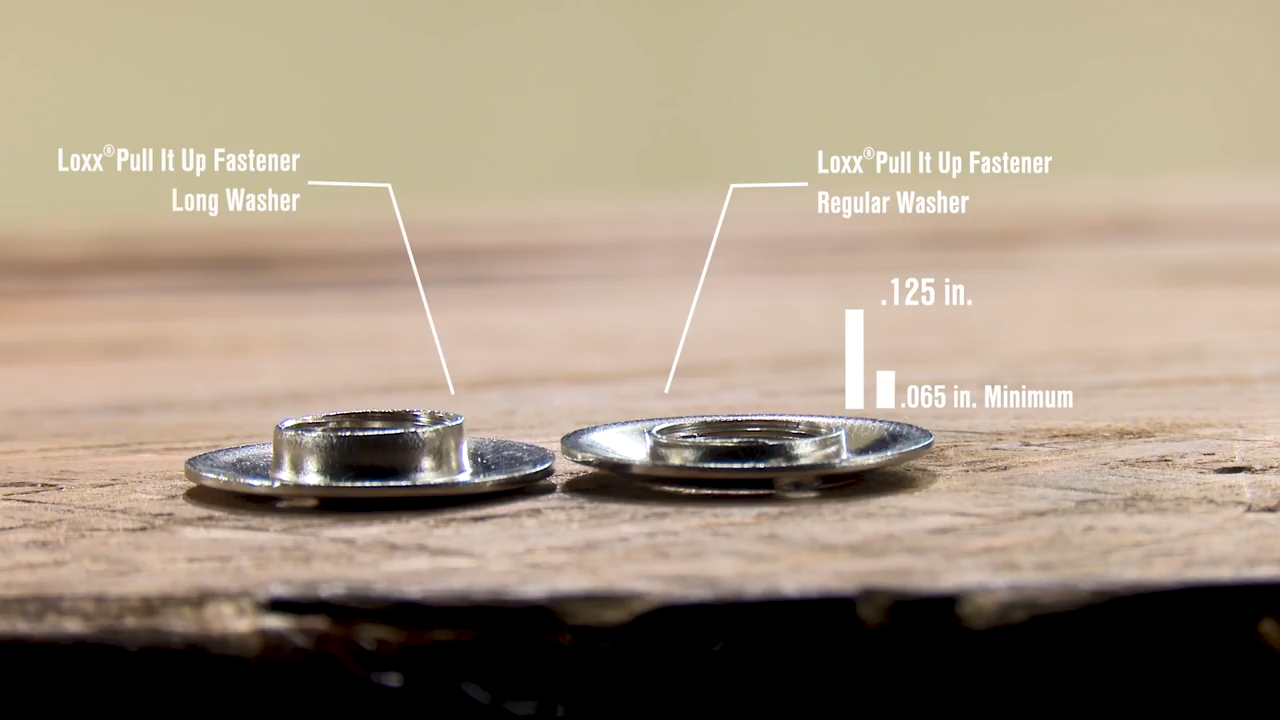 Loxx® Pull It Up Fastener
Long Washer
Loxx® Pull It Up Fastener
Regular Washer
.125 in.
.065 in. Minimum